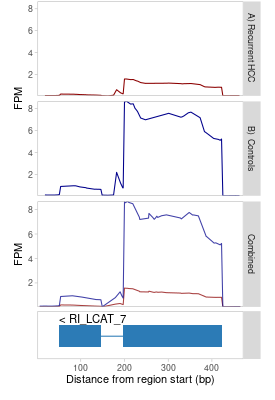 8
6
4
2
FPM
A) Recurrent HCC
8
6
4
2
FPM
B) Controls
8
6
4
2
FPM
Combined
< RI_LCAT_7
100
200
300
400
Distance from region start (bp)